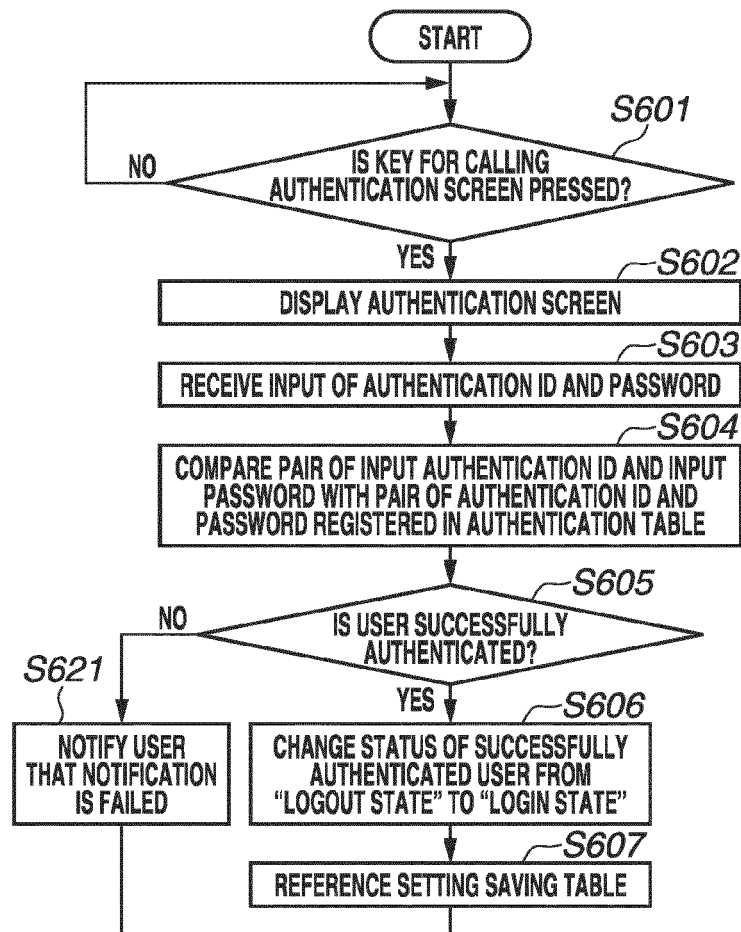 START
S601
IS KEY FOR CALLING
AUTHENTICATION SCREEN PRESSED?
NO
YES
S602
DISPLAY AUTHENTICATION SCREEN
S603
RECEIVE INPUT OF AUTHENTICATION ID AND PASSWORD
S604
COMPARE PAIR OF INPUT AUTHENTICATION ID AND INPUT
PASSWORD WITH PAIR OF AUTHENTICATION ID AND
PASSWORD REGISTERED IN AUTHENTICATION TABLE
S605
NO
IS USER SUCCESSFULLY
AUTHENTICATED?
YES
S621
NOTIFY USER
THAT NOTIFICATION
IS FAILED
S606
CHANGE STATUS OF SUCCESSFULLY
AUTHENTICATED USER FROM
“LOGOUT STATE” TO “LOGIN STATE”
S607
REFERENCE SETTING SAVING TABLE